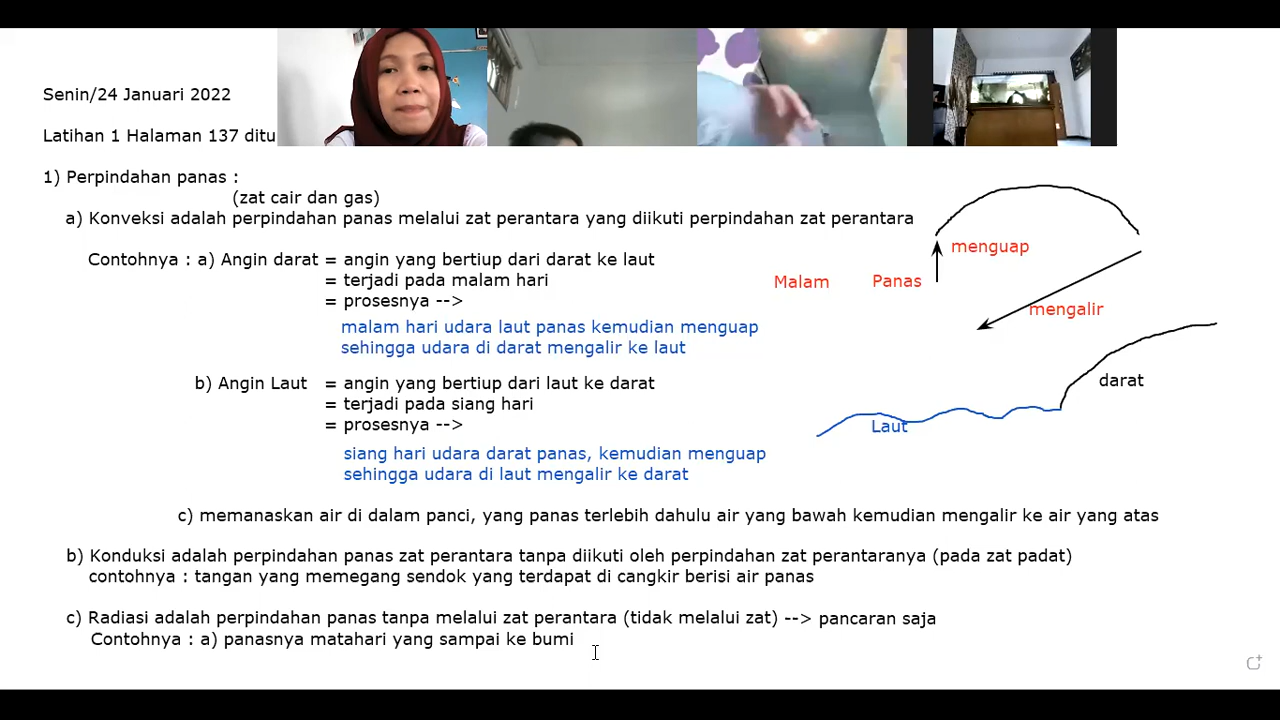 Senin/24 Januari 2022
Latihan 1 Halaman 137 ditu
1) Perpindahan panas :
(zat cair dan gas)
a) Konveksi adalah perpindahan panas melalui zat perantara yang diikuti perpindahan zat perantara
menguap
Contohnya : a) Angin darat = angin yang bertiup dari darat ke laut
= terjadi pada malam hari
Malam Panas
= prosesnya -->
mengalir
malam hari udara laut panas kemudian menguap
sehingga udara di darat mengalir ke laut
b) Angin Laut = angin yang bertiup dari laut ke darat
darat
= terjadi pada siang hari
= prosesnya -->
Laut
siang hari udara darat panas, kemudian menguap
sehingga udara di laut mengalir ke darat
c) memanaskan air di dalam panci, yang panas terlebih dahulu air yang bawah kemudian mengalir ke air yang atas
b) Konduksi adalah perpindahan panas zat perantara tanpa diikuti oleh perpindahan zat perantaranya (pada zat padat)
contohnya : tangan yang memegang sendok yang terdapat di cangkir berisi air panas
c) Radiasi adalah perpindahan panas tanpa melalui zat perantara (tidak melalui zat) --> pancaran saja
Contohnya : a) panasnya matahari yang sampai ke bumi